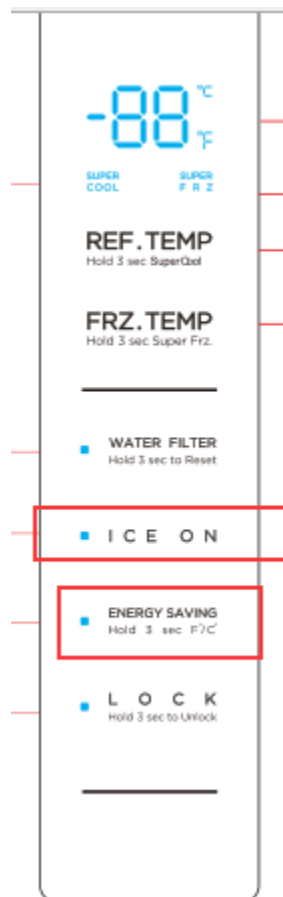 -88 °C
°F
SUPER COOL SUPER FRZ
REF.TEMP
Hold 3 sec SuperCool
FRZ.TEMP
Hold 3 sec Super Frz.
WATER FILTER
Hold 3 sec to Reset
ICE ON
ENERGY SAVING
Hold 3 sec F°/C°
LOCK
Hold 3 sec to Unlock